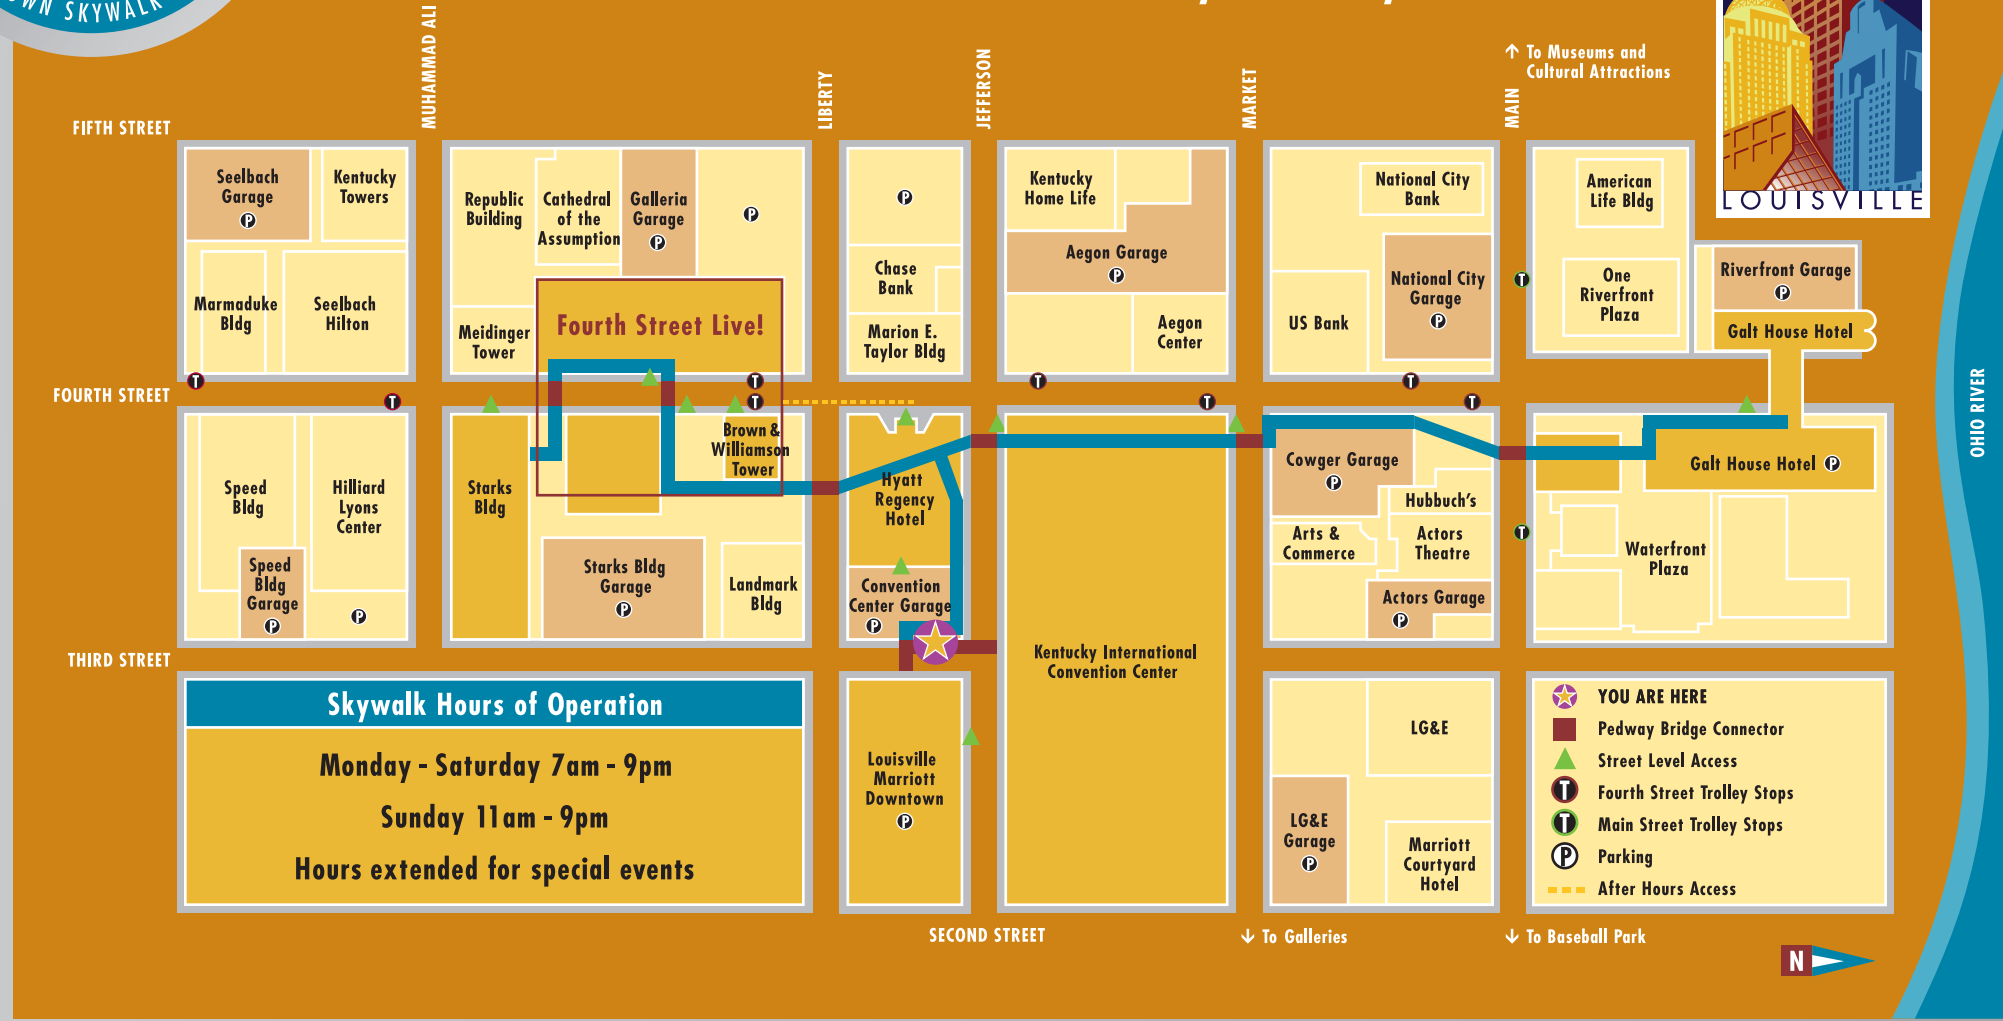 OWN SKYWALK
MUHAMMAD ALI
LIBERTY
JEFFERSON
MARKET
MAIN
To Museums and
Cultural Attractions
LOUISVILLE
FIFTH STREET
Seelbach
Garage
P
Kentucky
Towers
Marmaduke
Bldg
Seelbach
Hilton
Republic
Building
Cathedral
of the
Assumption
Galleria
Garage
P
P
Meidinger
Tower
Fourth Street Live!
P
Chase
Bank
Marion E.
Taylor Bldg
Kentucky
Home Life
Aegon Garage
P
Aegon
Center
National City
Bank
National City
Garage
P
US Bank
American
Life Bldg
One
Riverfront
Plaza
Riverfront Garage
P
Galt House Hotel
T
T
T
T
T
FOURTH STREET
T
T
T
T
OHIO RIVER
Speed
Bldg
Hilliard
Lyons
Center
Speed
Bldg
Garage
P
P
Starks
Bldg
Brown &
Williamson
Tower
Starks Bldg
Garage
P
Landmark
Bldg
Hyatt
Regency
Hotel
Convention
Center Garage
P
Kentucky International
Convention Center
Cowger Garage
P
Hubbuch's
Arts &
Commerce
Actors
Theatre
Actors Garage
P
T
Galt House Hotel P
Waterfront
Plaza
THIRD STREET
Skywalk Hours of Operation
Monday - Saturday 7am - 9pm
Sunday 11am - 9pm
Hours extended for special events
Louisville
Marriott
Downtown
P
LG&E
LG&E
Garage
P
Marriott
Courtyard
Hotel
YOU ARE HERE
Pedway Bridge Connector
Street Level Access
T Fourth Street Trolley Stops
T Main Street Trolley Stops
P Parking
After Hours Access
SECOND STREET
To Galleries
To Baseball Park
N